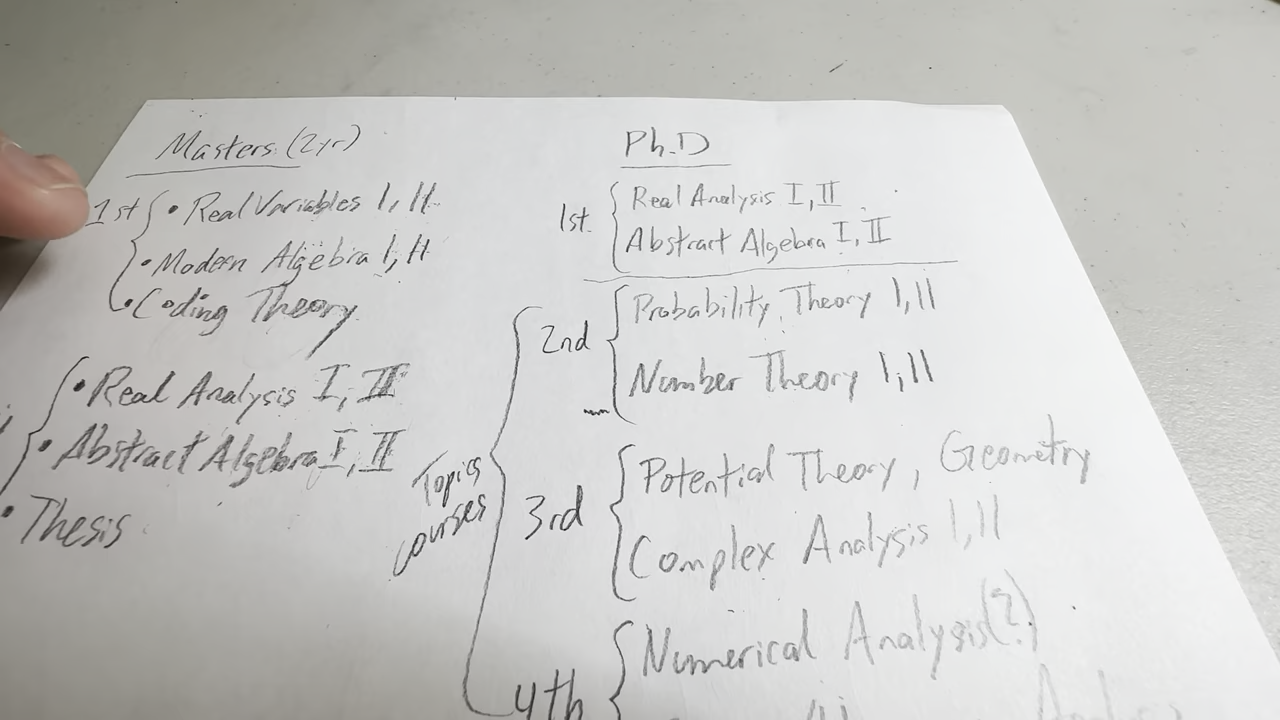 Masters (2yr)
1st
• Real Variables I, II
• Modern Algebra I, II
• Coding Theory
• Real Analysis I, II
• Abstract Algebra I, II
• Thesis
Ph.D
1st
Real Analysis I, II
Abstract Algebra I, II
Topics
courses
2nd
Probability Theory I, II
Number Theory I, II
3rd
Potential Theory, Geometry
Complex Analysis I, II
4th
Numerical Analysis(?)